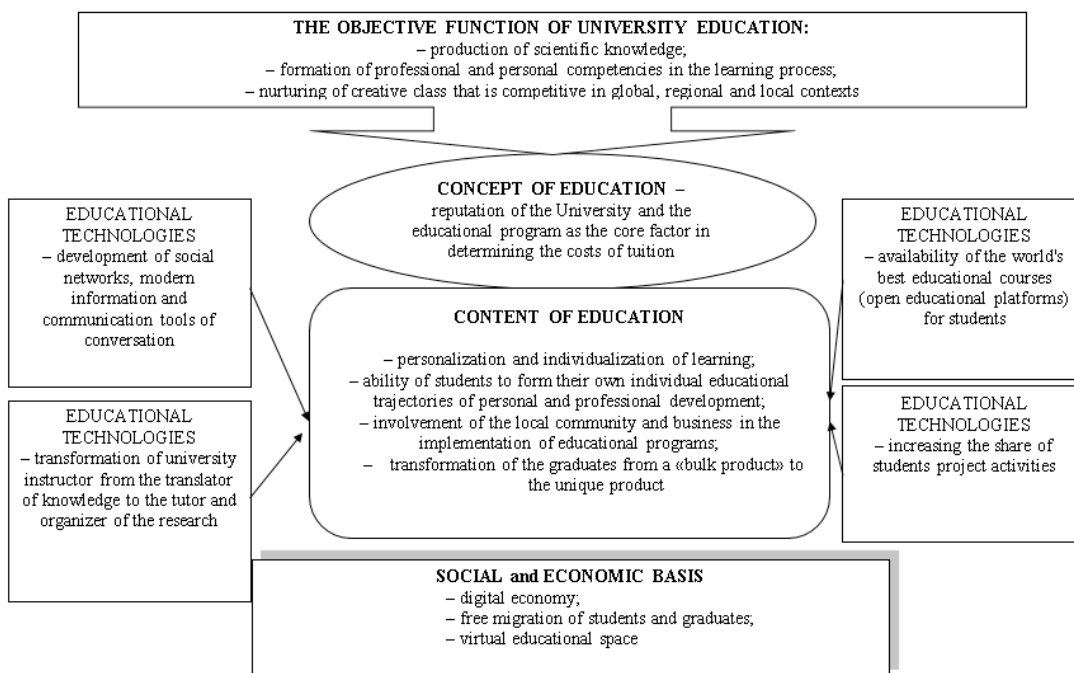 THE OBJECTIVE FUNCTION OF UNIVERSITY EDUCATION:
– production of scientific knowledge;
– formation of professional and personal competencies in the learning process;
– nurturing of creative class that is competitive in global, regional and local contexts
CONCEPT OF EDUCATION –
reputation of the University and the
educational program as the core factor in
determining the costs of tuition
EDUCATIONAL
TECHNOLOGIES
– development of social
networks, modern
information and
communication tools of
conversation
EDUCATIONAL
TECHNOLOGIES
– availability of the world's
best educational courses
(open educational platforms)
for students
CONTENT OF EDUCATION
– personalization and individualization of learning;
– ability of students to form their own individual educational
trajectories of personal and professional development;
– involvement of the local community and business in the
implementation of educational programs;
– transformation of the graduates from a «bulk product» to
the unique product
EDUCATIONAL
TECHNOLOGIES
– transformation of university
instructor from the translator
of knowledge to the tutor and
organizer of the research
EDUCATIONAL
TECHNOLOGIES
– increasing the share of
students project activities
SOCIAL and ECONOMIC BASIS
– digital economy;
– free migration of students and graduates;
– virtual educational space